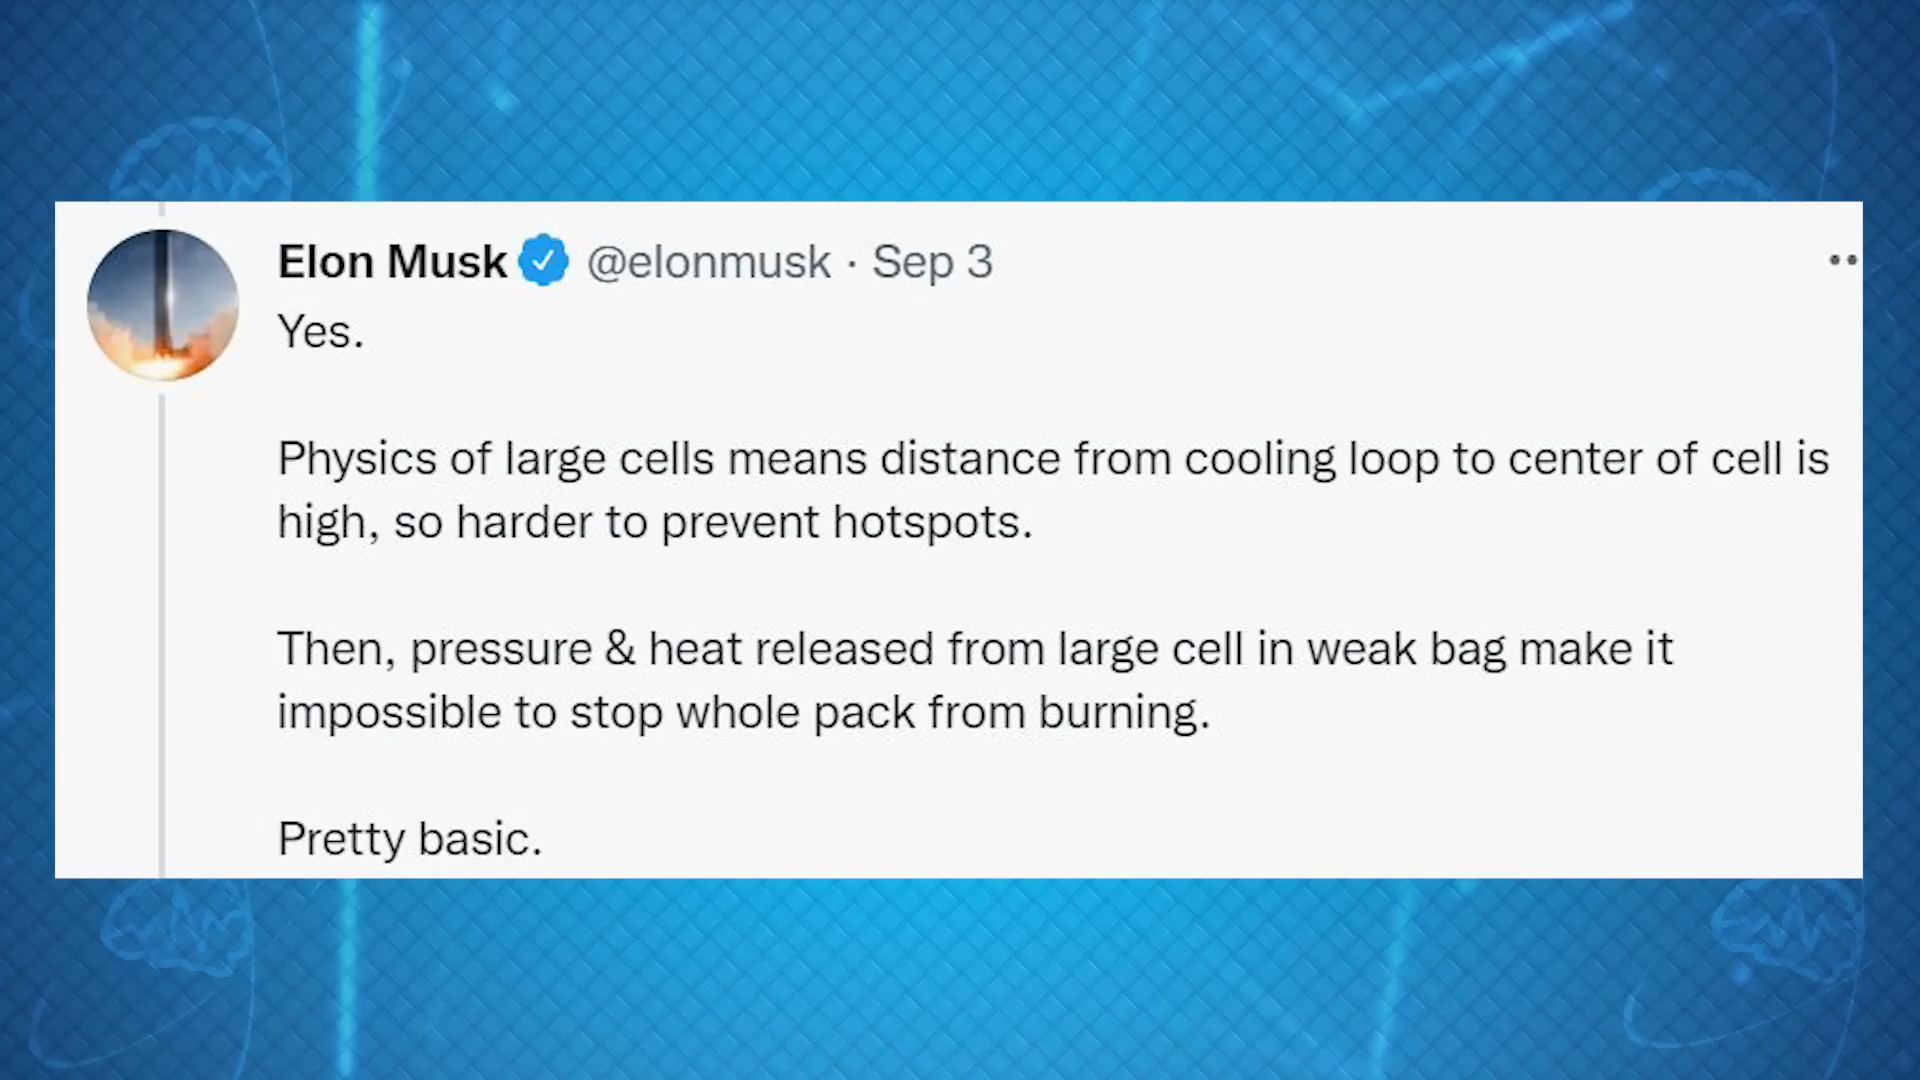 Elon Musk @elonmusk · Sep 3
Yes.
Physics of large cells means distance from cooling loop to center of cell is
high, so harder to prevent hotspots.
Then, pressure & heat released from large cell in weak bag make it
impossible to stop whole pack from burning.
Pretty basic.